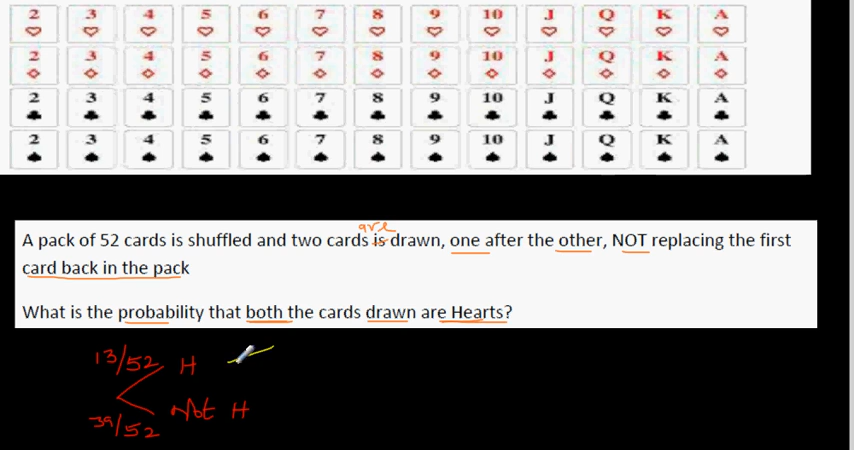 2 3 4 5 6 7 8 9 10 J Q K A
2 3 4 5 6 7 8 9 10 J Q K A
2 3 4 5 6 7 8 9 10 J Q K A
2 3 4 5 6 7 8 9 10 J Q K A
are
A pack of 52 cards is shuffled and two cards is drawn, one after the other, NOT replacing the first
card back in the pack
What is the probability that both the cards drawn are Hearts?
13/52 H
39/52 Not H